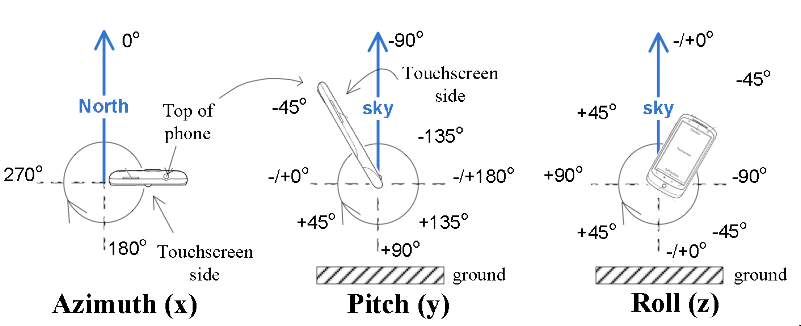 0°
North
270°
180°
Top of
phone
Touchscreen
side
Azimuth (x)
-90°
Touchscreen
side
-45°
sky
-135°
-/+0°
-/+180°
+45°
+135°
+90°
ground
Pitch (y)
-/+0°
-45°
+45°
sky
+90°
-90°
+45°
-45°
-/+0°
ground
Roll (z)